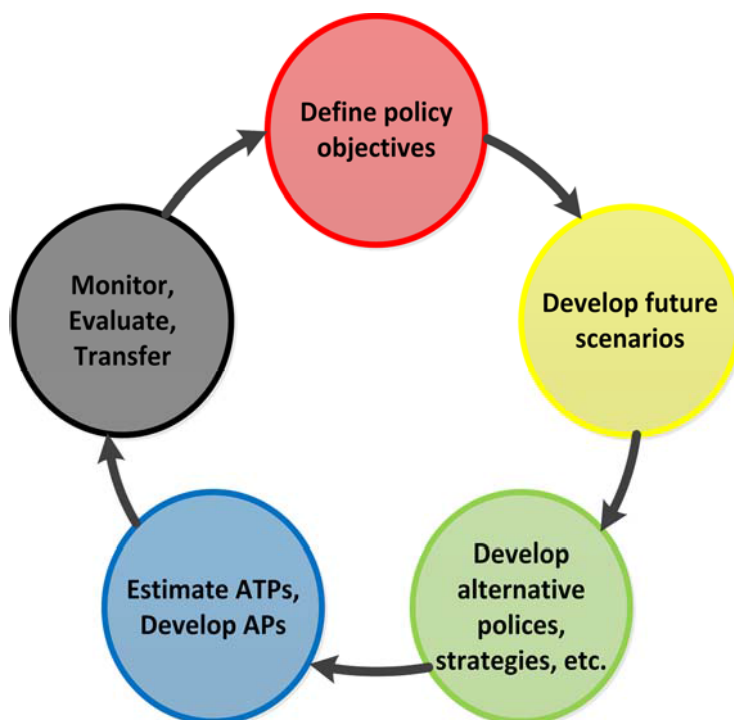 Define policy
objectives
Develop future
scenarios
Develop
alternative
polices,
strategies, etc.
Estimate ATPs,
Develop APs
Monitor,
Evaluate,
Transfer